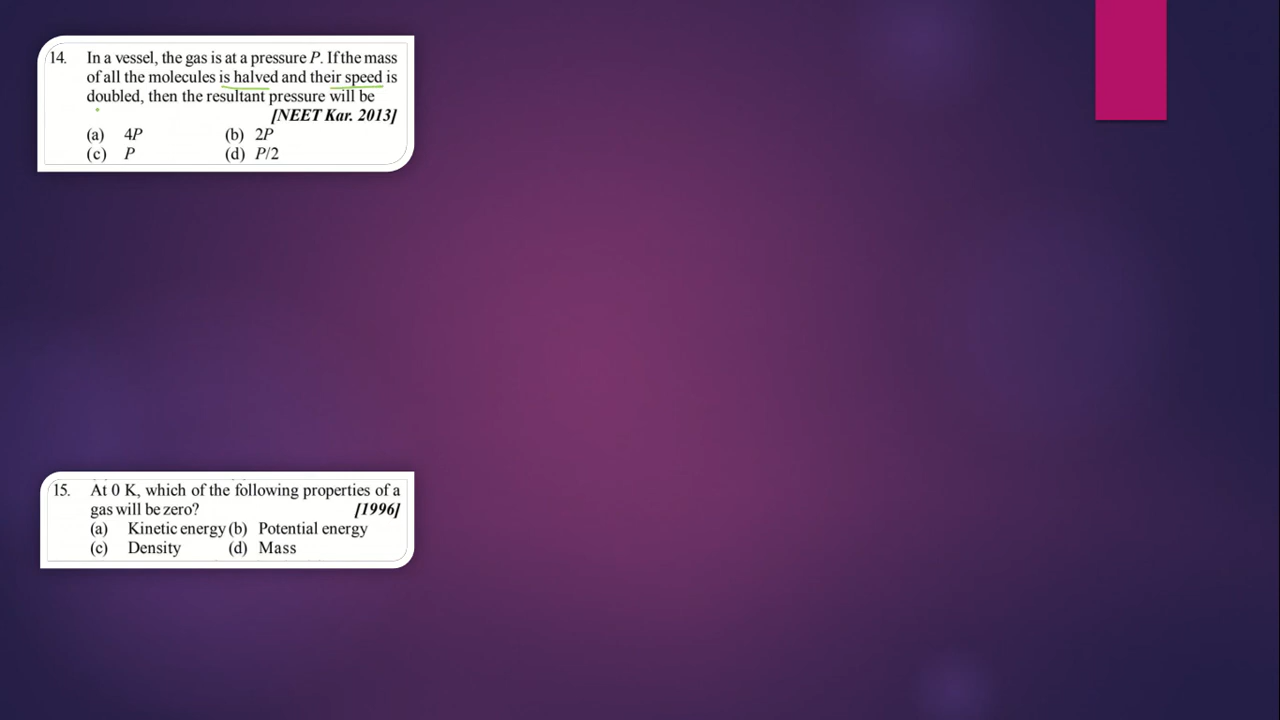 14. In a vessel, the gas is at a pressure P. If the mass
of all the molecules is halved and their speed is
doubled, then the resultant pressure will be
[NEET Kar. 2013]
(a) 4P (b) 2P
(c) P (d) P/2
15. At 0 K, which of the following properties of a
gas will be zero? [1996]
(a) Kinetic energy (b) Potential energy
(c) Density (d) Mass